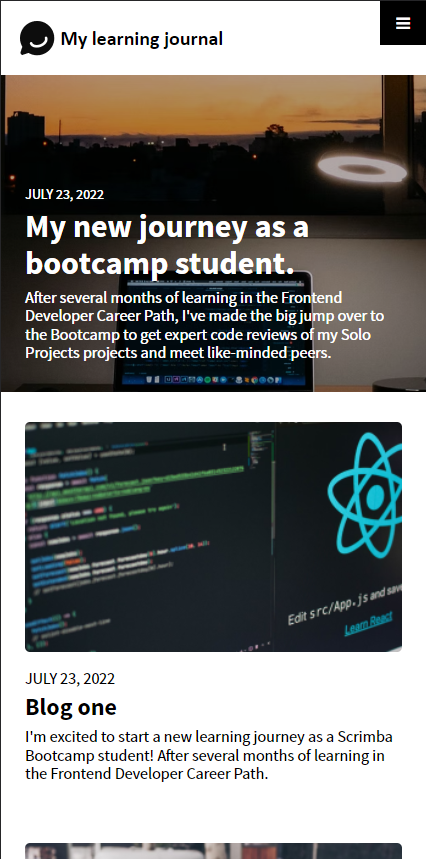 My learning journal
JULY 23, 2022
My new journey as a
bootcamp student.
After several months of learning in the Frontend
Developer Career Path, I've made the big jump over to
the Bootcamp to get expert code reviews of my Solo
Projects projects and meet like-minded peers.
Edit src/App.js and save
Learn React
JULY 23, 2022
Blog one
I'm excited to start a new learning journey as a Scrimba
Bootcamp student! After several months of learning in
the Frontend Developer Career Path.